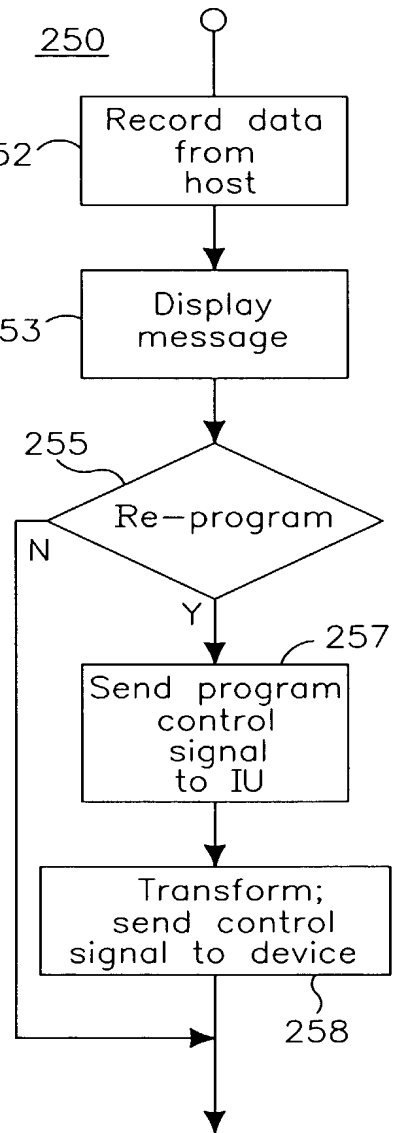 250
Record data
from
host
52
Display
message
53
255
Re-program
N
Y
257
Send program
control
signal
to IU
Transform;
send control
signal to device
258